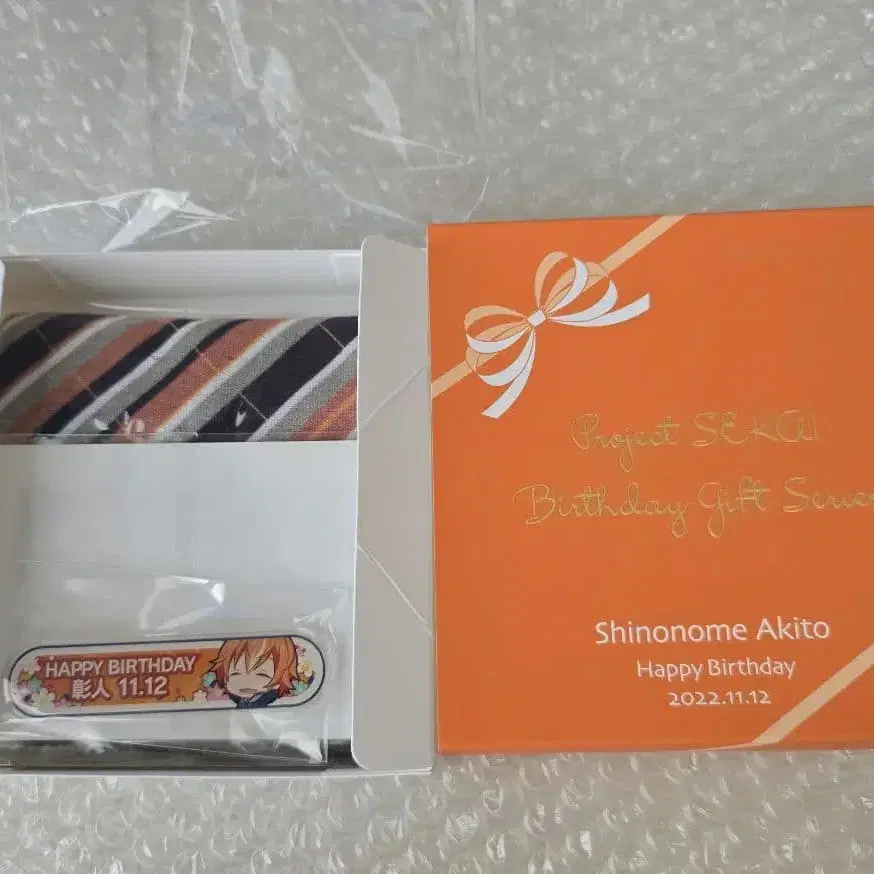 HAPPY BIRTHDAY
彰人 11.12
Project SEKAI
Birthday Gift Series
Shinonome Akito
Happy Birthday
2022.11.12